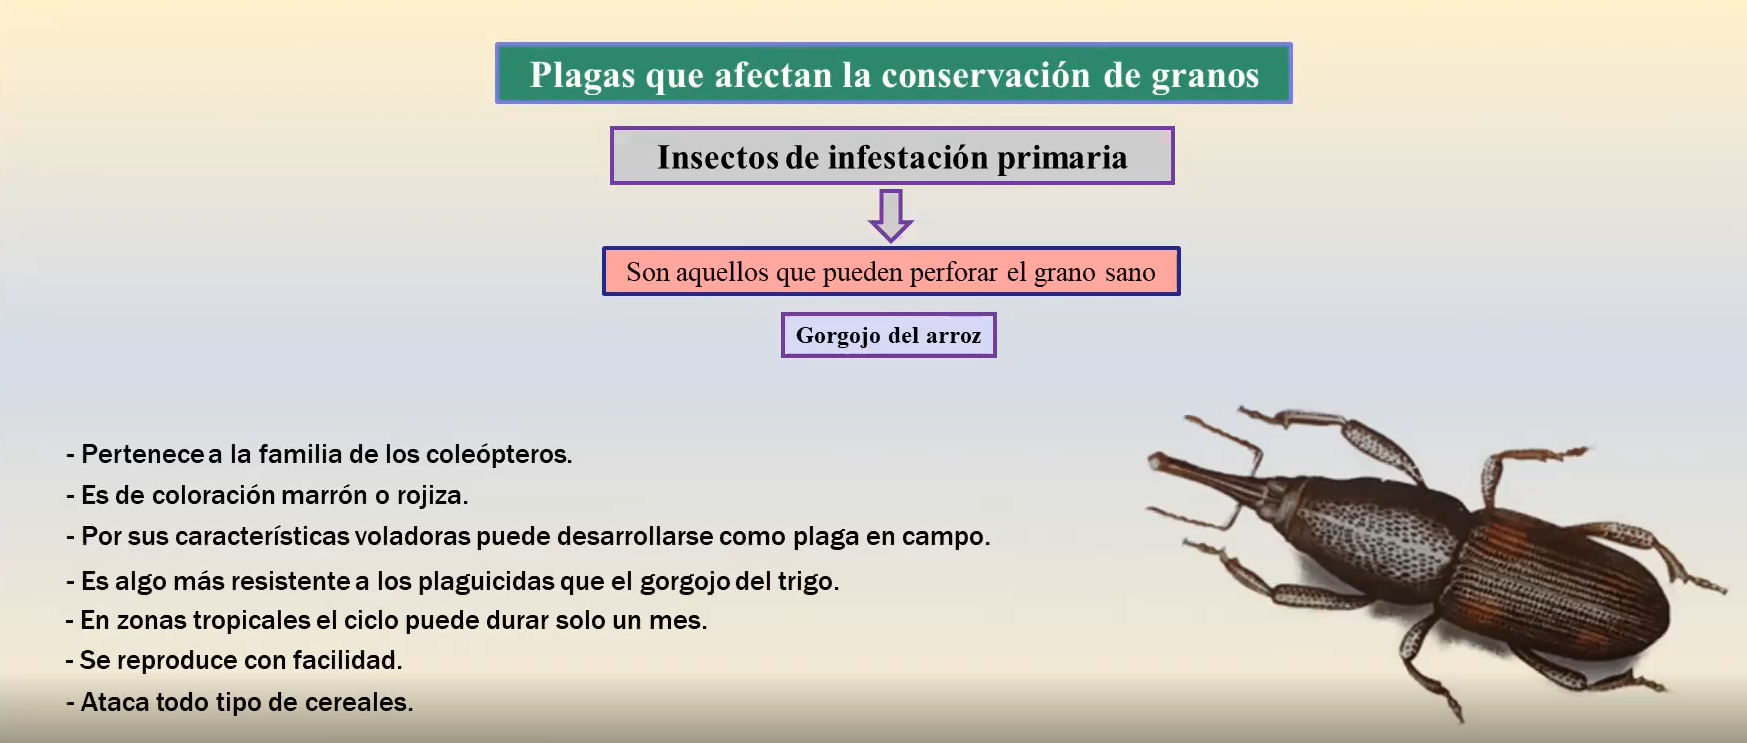 Plagas que afectan la conservación de granos
Insectos de infestación primaria
Son aquellos que pueden perforar el grano sano
Gorgojo del arroz
- Pertenece a la familia de los coleópteros.
- Es de coloración marrón o rojiza.
- Por sus características voladoras puede desarrollarse como plaga en campo.
- Es algo más resistente a los plaguicidas que el gorgojo del trigo.
- En zonas tropicales el ciclo puede durar solo un mes.
- Se reproduce con facilidad.
- Ataca todo tipo de cereales.